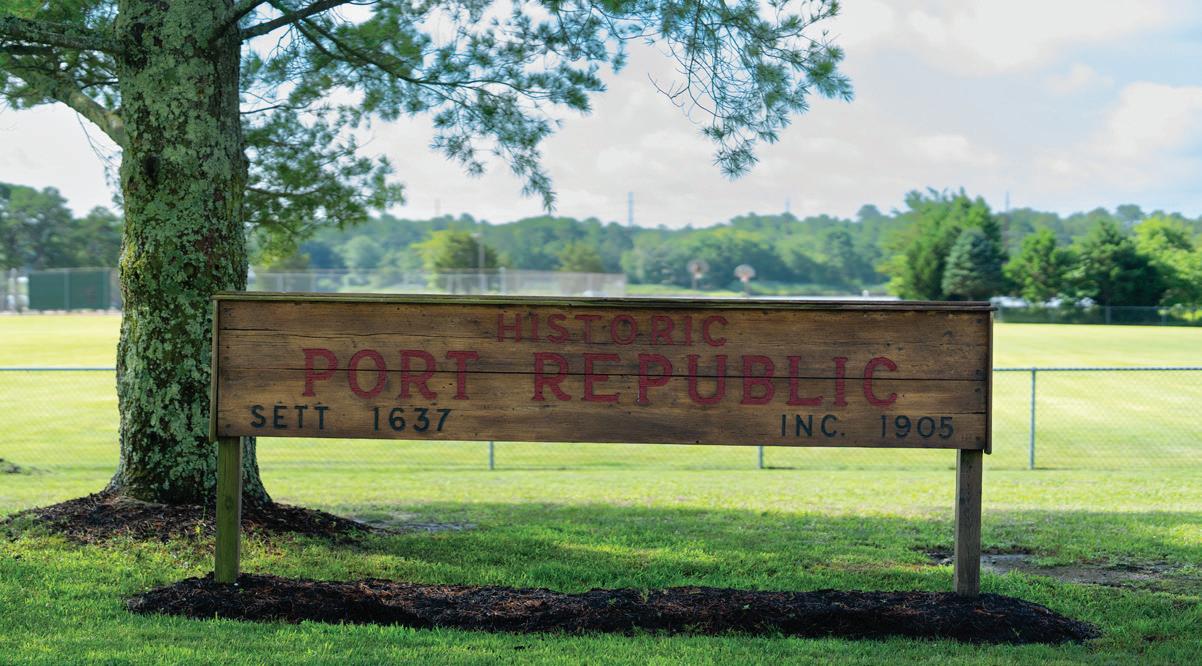 HISTORIC
PORT REPUBLIC
SETT 1637 INC. 1905